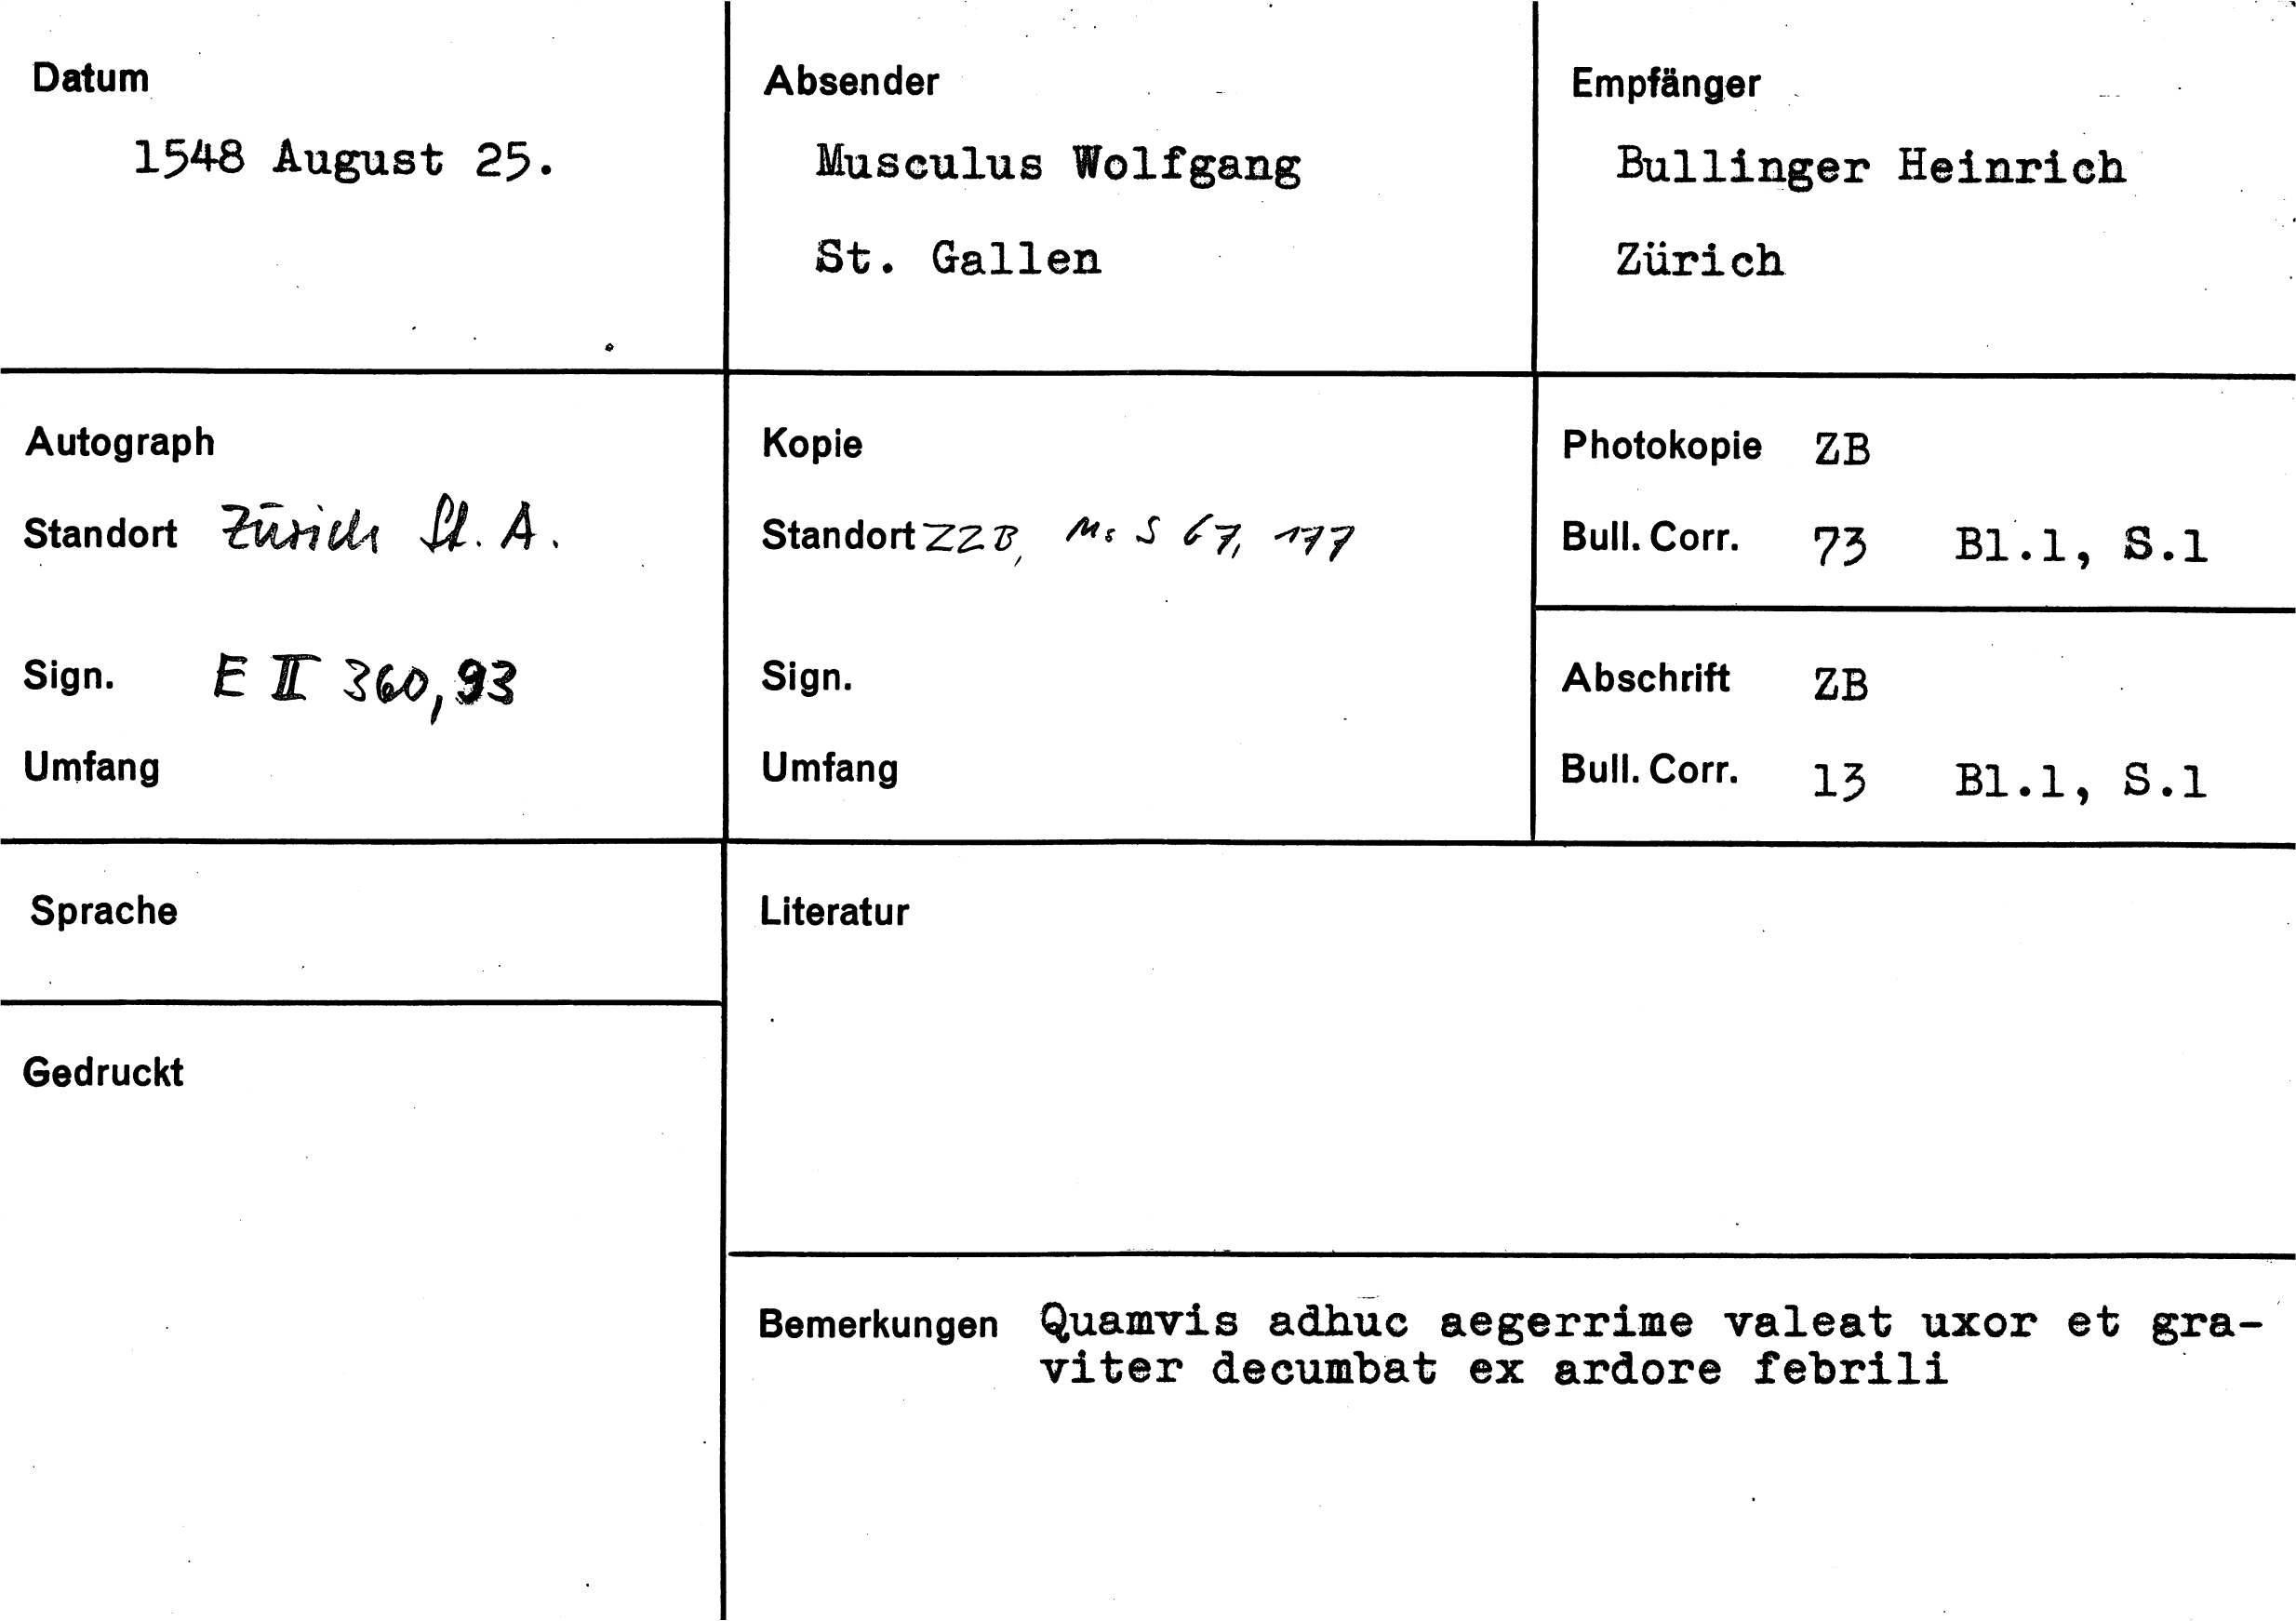 Datum
1548 August 25.
Absender
Musculus Wolfgang
St. Gallen
Empfänger
Bullinger Heinrich
Zürich
Autograph
Standort Zürich St. A.
Sign. E II 360,93
Umfang
Kopie
Standort ZZB, Ms S 67, 177
Sign.
Umfang
Photokopie ZB
Bull. Corr. 73 Bl.1, S.1
Abschrift ZB
Bull. Corr. 13 Bl.1, S.1
Sprache
Gedruckt
Literatur
Bemerkungen Quamvis adhuc aegerrime valeat uxor et gra-
viter decumbat ex ardore febrili